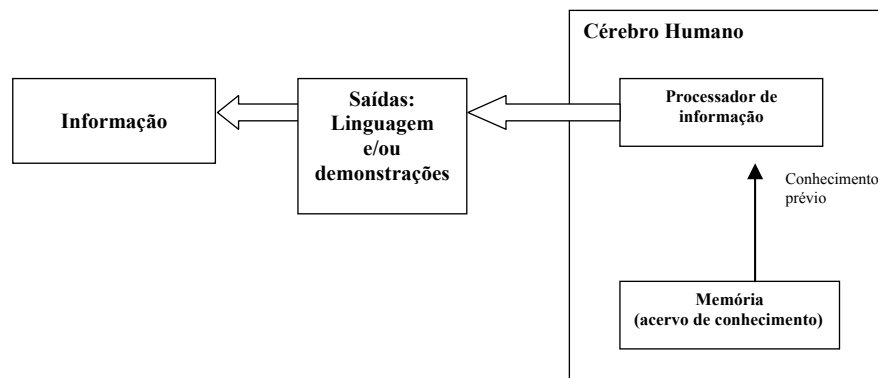 Cérebro Humano
Informação
Saídas:
Linguagem
e/ou
demonstrações
Processador de
informação
Conhecimento
prévio
Memória
(acervo de conhecimento)